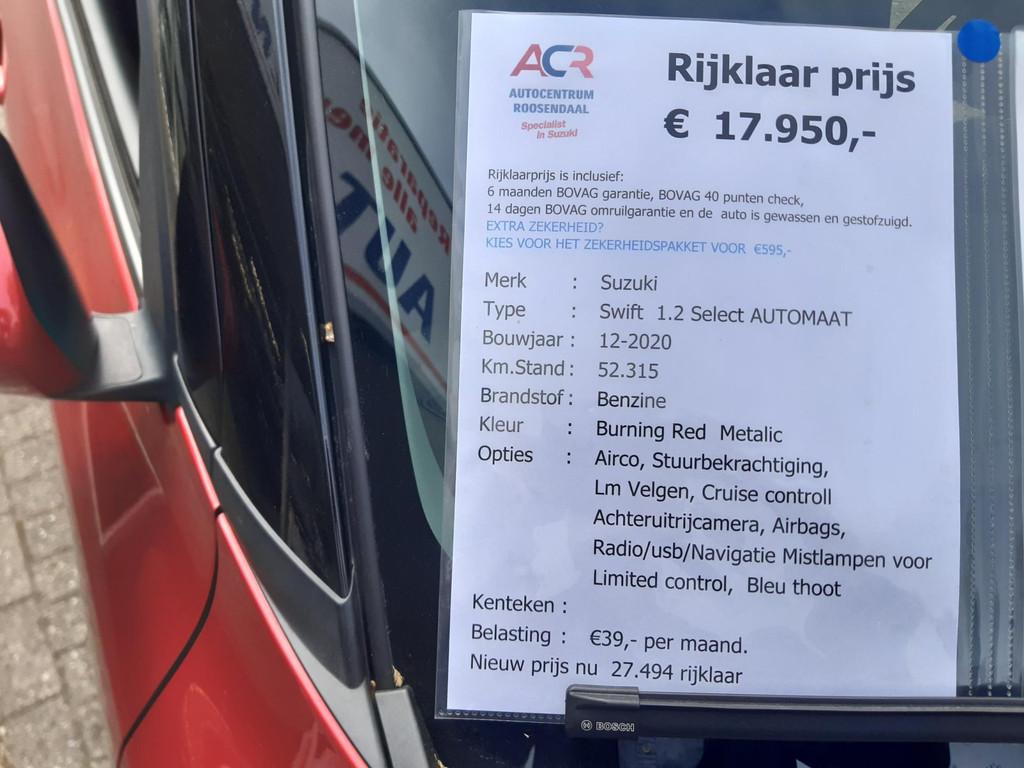 ACR
AUTOCENTRUM
ROOSENDAAL
Specialist
in Suzuki
Rijklaar prijs
€ 17.950,-
Rijklaarprijs is inclusief:
6 maanden BOVAG garantie, BOVAG 40 punten check,
14 dagen BOVAG omruilgarantie en de auto is gewassen en gestofzuigd.
EXTRA ZEKERHEID?
KIES VOOR HET ZEKERHEIDSPAKKET VOOR €595,-
Merk : Suzuki
Type : Swift 1.2 Select AUTOMAAT
Bouwjaar : 12-2020
Km.Stand : 52.315
Brandstof : Benzine
Kleur : Burning Red Metalic
Opties : Airco, Stuurbekrachtiging,
Lm Velgen, Cruise controll
Achteruitrijcamera, Airbags,
Radio/usb/Navigatie Mistlampen voor
Limited control, Bleu thoot
Kenteken :
Belasting : €39,- per maand.
Nieuw prijs nu 27.494 rijklaar
BOSCH
Reparatie
alle
AUT